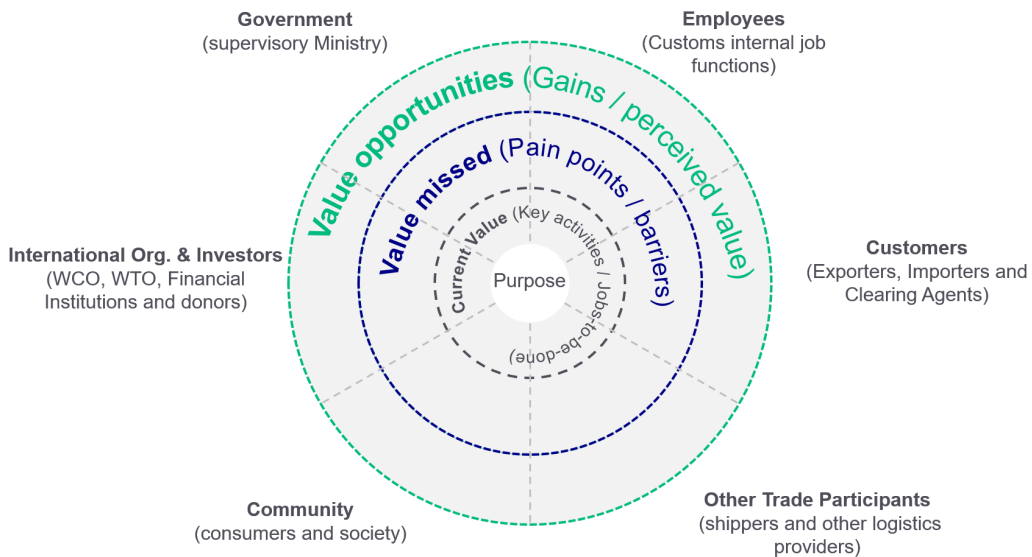 Government
(supervisory Ministry)
Employees
(Customs internal job
functions)
Value opportunities (Gains / perceived value)
Value missed (Pain points / barriers)
Current Value (Key activities / Jobs-to-be-done)
Purpose
International Org. & Investors
(WCO, WTO, Financial
Institutions and donors)
Customers
(Exporters, Importers and
Clearing Agents)
Community
(consumers and society)
Other Trade Participants
(shippers and other logistics
providers)